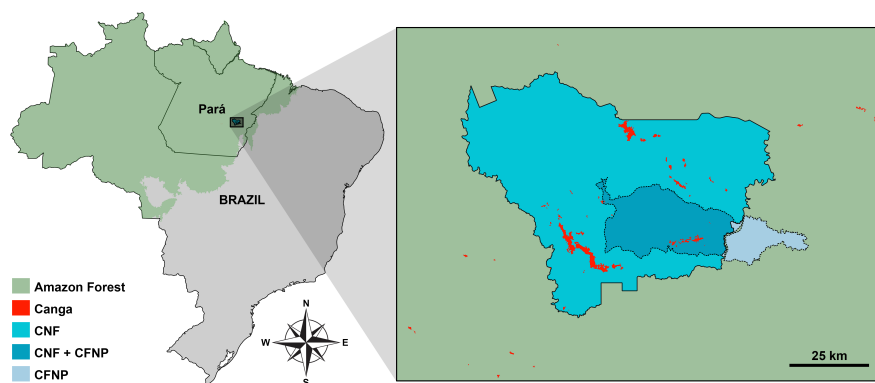 Pará
BRAZIL
Amazon Forest
Canga
CNF
CNF + CFNP
CFNP
N
W
E
S
25 km